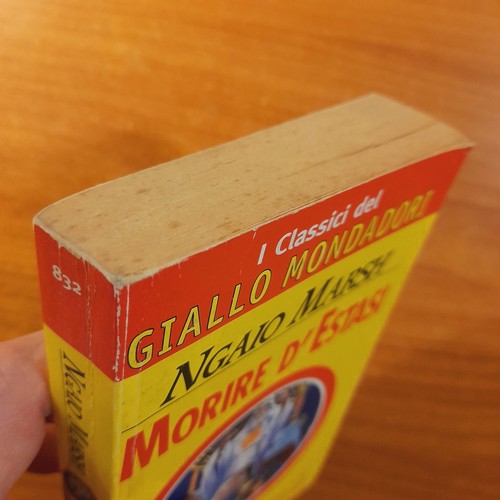 832
NGAIO MARSH
I Classici del
GIALLO MONDADORI
NGAIO MARSH
MORIRE D'ESTASI